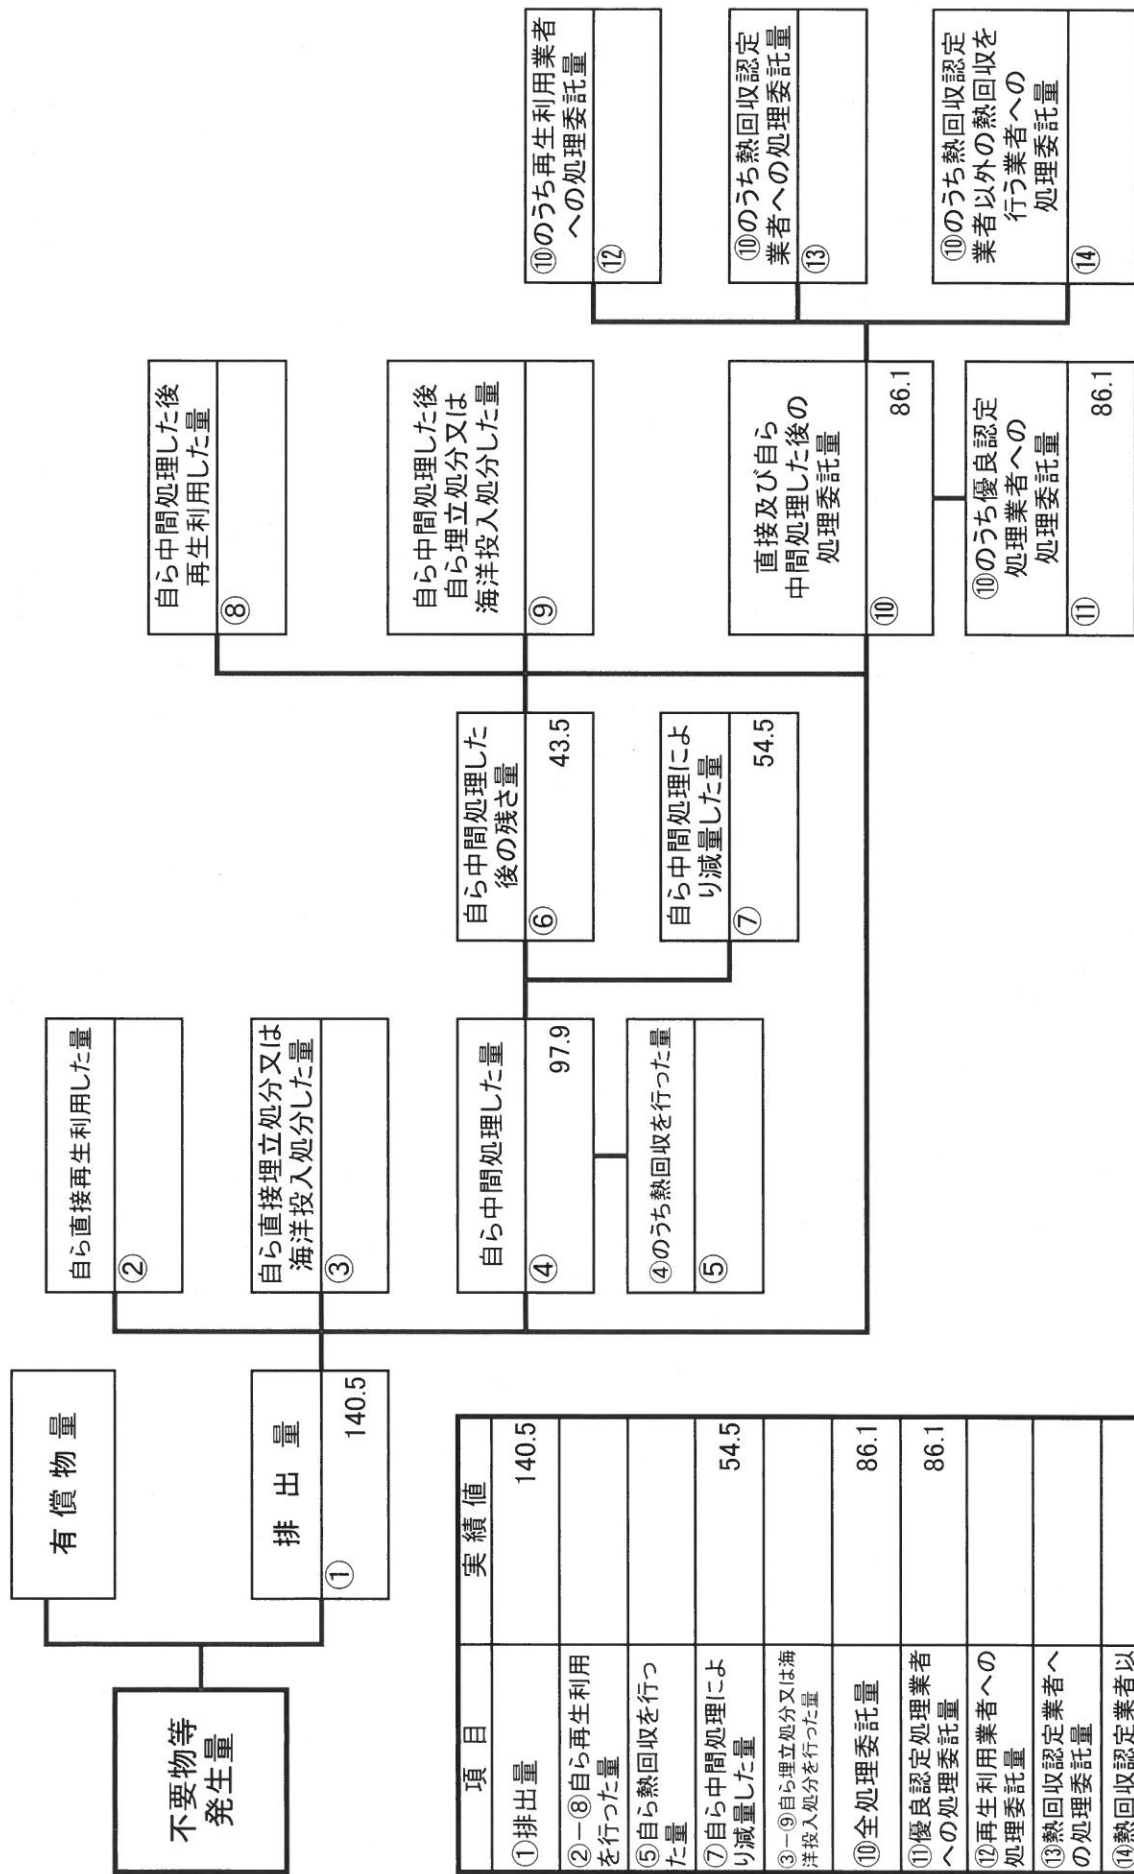 不要物等
発生量
有償物量
排出量
①
140.5
自ら直接再生利用した量
②
自ら直接埋立処分又は
海洋投入処分した量
③
自ら中間処理した量
④
97.9
④のうち熱回収を行った量
⑤
自ら中間処理した
後の残さ量
⑥
43.5
自ら中間処理によ
り減量した量
⑦
54.5
自ら中間処理した後
再生利用した量
⑧
自ら中間処理した後
自ら埋立処分又は
海洋投入処分した量
⑨
直接及び自ら
中間処理した後の
処理委託量
⑩
86.1
⑩のうち優良認定
処理業者への
処理委託量
⑪
86.1
⑩のうち再生利用業者
への処理委託量
⑫
⑩のうち熱回収認定
業者への処理委託量
⑬
⑩のうち熱回収認定
業者以外の熱回収を
行う業者への
処理委託量
⑭
項目 実績値
①排出量 140.5
②－⑧自ら再生利用
を行った量
⑤自ら熱回収を行っ
た量
⑦自ら中間処理によ
り減量した量 54.5
③－⑨自ら埋立処分又は海
洋投入処分を行った量
⑩全処理委託量 86.1
⑪優良認定処理業者
への処理委託量 86.1
⑫再生利用業者への
処理委託量
⑬熱回収認定業者へ
の処理委託量
⑭熱回収認定業者以